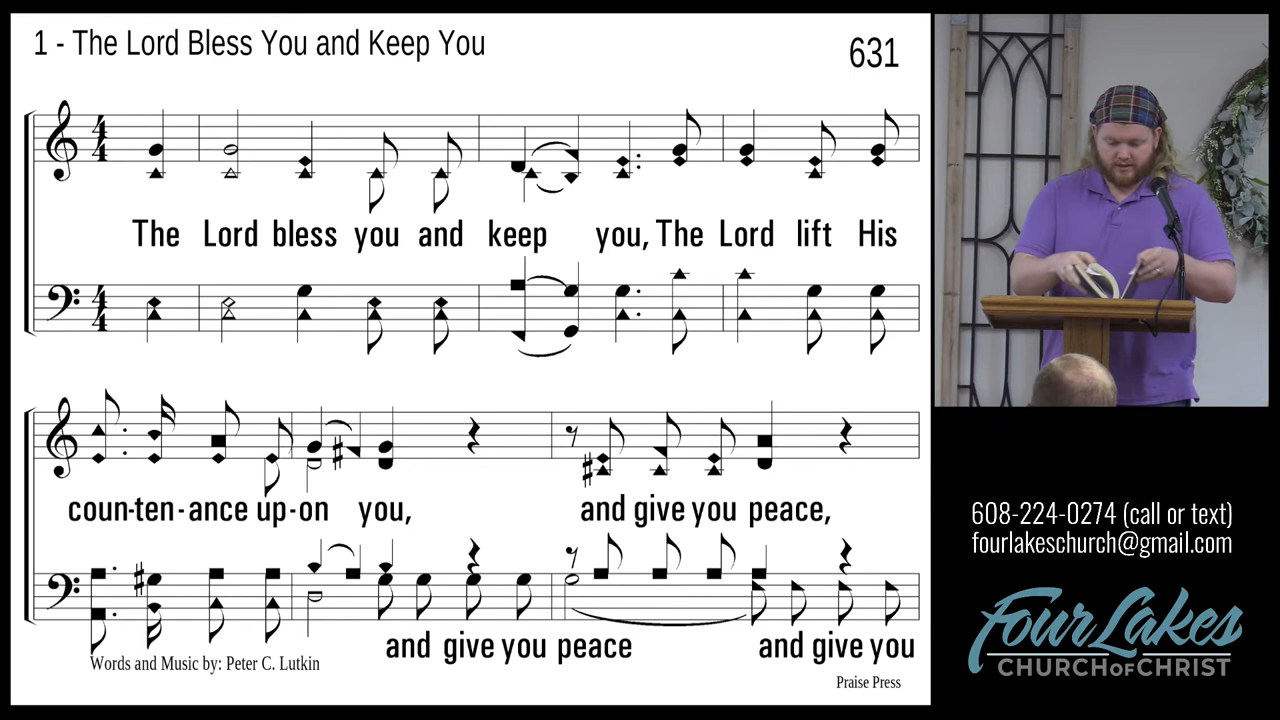 1 - The Lord Bless You and Keep You
631
The Lord bless you and keep you, The Lord lift His
coun-ten-ance up-on you, and give you peace,
and give you peace and give you
Words and Music by: Peter C. Lutkin
Praise Press
608-224-0274 (call or text)
fourlakeschurch@gmail.com
Four Lakes
CHURCH OF CHRIST